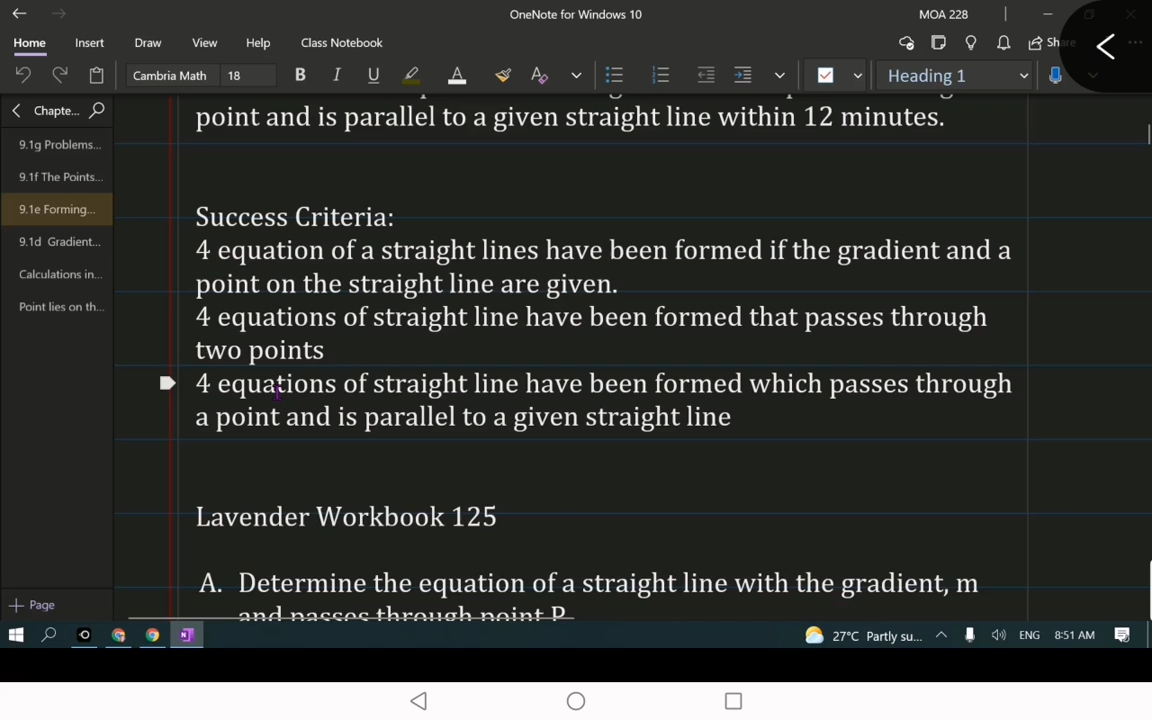 OneNote for Windows 10
MOA 228
Home
Insert
Draw
View
Help
Class Notebook
Cambria Math
18
B
I
U
A
A
Heading 1
Chapte...
9.1g Problems...
9.1f The Points...
9.1e Forming...
9.1d Gradient...
Calculations in...
Point lies on th...
Page
point and is parallel to a given straight line within 12 minutes.
Success Criteria:
4 equation of a straight lines have been formed if the gradient and a
point on the straight line are given.
4 equations of straight line have been formed that passes through
two points
4 equations of straight line have been formed which passes through
a point and is parallel to a given straight line
Lavender Workbook 125
A. Determine the equation of a straight line with the gradient, m
and passes through point P
27°C Partly su...
ENG
8:51 AM